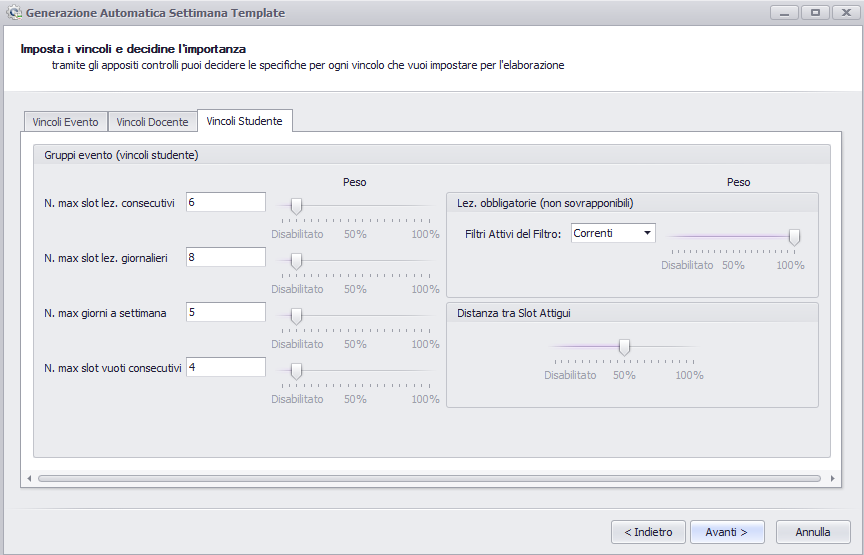 Generazione Automatica Settimana Template
Imposta i vincoli e decidine l'importanza
tramite gli appositi controlli puoi decidere le specifiche per ogni vincolo che vuoi impostare per l'elaborazione
Vincoli Evento
Vincoli Docente
Vincoli Studente
Gruppi evento (vincoli studente)
Peso
N. max slot lez. consecutivi
6
Disabilitato 50% 100%
N. max slot lez. giornalieri
8
Disabilitato 50% 100%
N. max giorni a settimana
5
Disabilitato 50% 100%
N. max slot vuoti consecutivi
4
Disabilitato 50% 100%
Peso
Lez. obbligatorie (non sovrapponibili)
Filtri Attivi del Filtro:
Correnti
Disabilitato 50% 100%
Distanza tra Slot Attigui
Disabilitato 50% 100%
< Indietro
Avanti >
Annulla